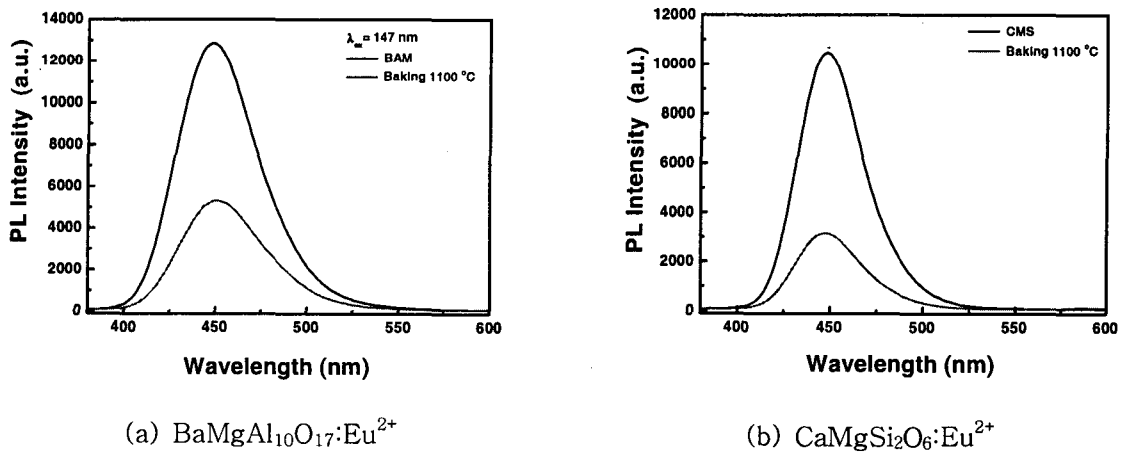 14000
12000
10000
8000
6000
4000
2000
0
PL Intensity (a.u.)
λ = 147 nm
BAM
Baking 1100 °C
400 450 500 550 600
Wavelength (nm)
(a) BaMgAl₁₀O₁₇:Eu²⁺
12000
10000
8000
6000
4000
2000
0
PL Intensity (a.u.)
CMS
Baking 1100 °C
400 450 500 550 600
Wavelength (nm)
(b) CaMgSi₂O₆:Eu²⁺